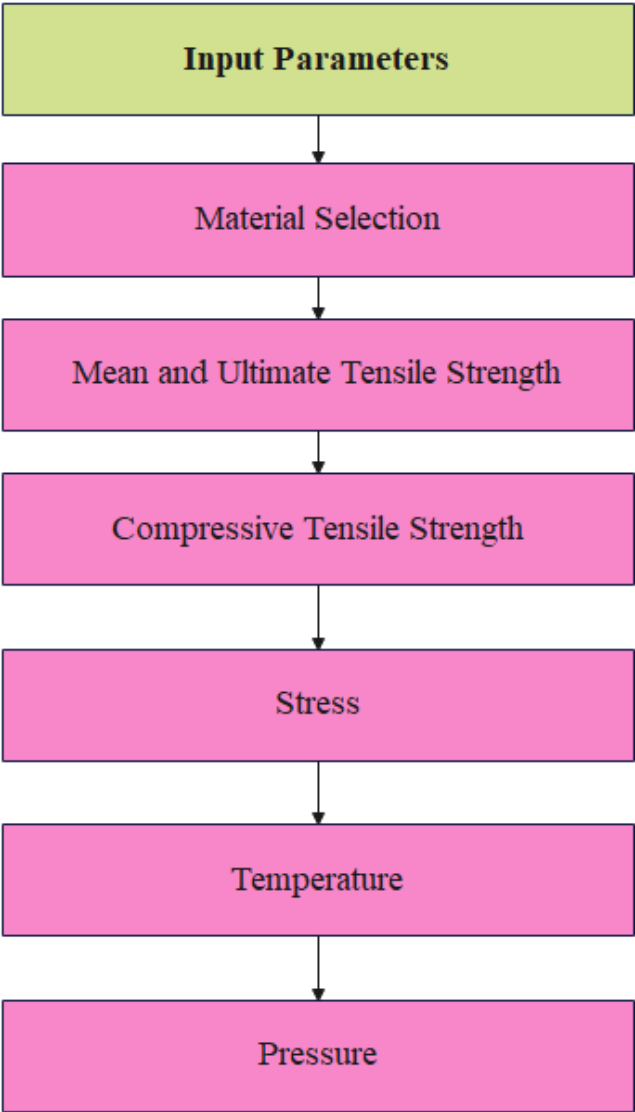 Input Parameters
Material Selection
Mean and Ultimate Tensile Strength
Compressive Tensile Strength
Stress
Temperature
Pressure